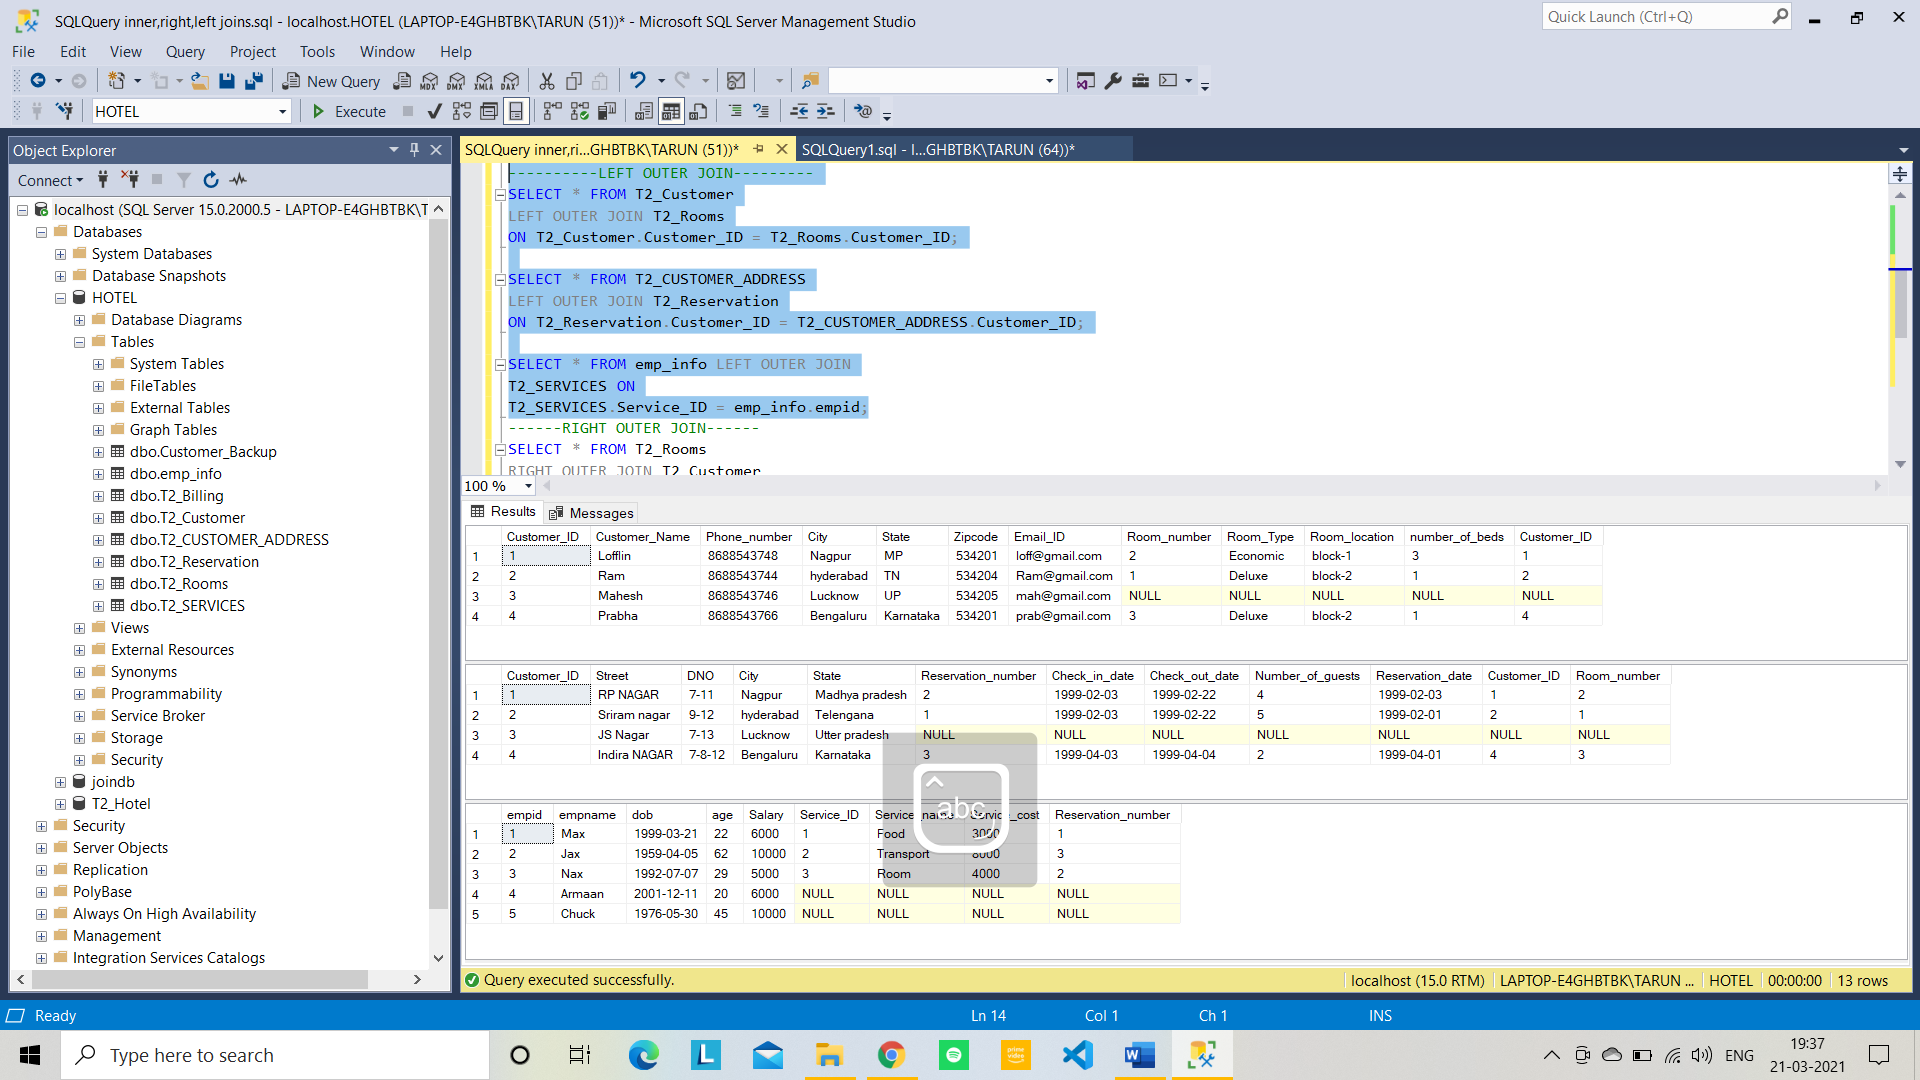 SQLQuery inner,right,left joins.sql - localhost.HOTEL (LAPTOP-E4GHBTBK\TARUN (51))* - Microsoft SQL Server Management Studio
Quick Launch (Ctrl+Q)
File Edit View Query Project Tools Window Help
New Query MDX DMX XMLA DAX
HOTEL Execute
Object Explorer
Connect
localhost (SQL Server 15.0.2000.5 - LAPTOP-E4GHBTBK\T
Databases
System Databases
Database Snapshots
HOTEL
Database Diagrams
Tables
System Tables
FileTables
External Tables
Graph Tables
dbo.Customer_Backup
dbo.emp_info
dbo.T2_Billing
dbo.T2_Customer
dbo.T2_CUSTOMER_ADDRESS
dbo.T2_Reservation
dbo.T2_Rooms
dbo.T2_SERVICES
Views
External Resources
Synonyms
Programmability
Service Broker
Storage
Security
joindb
T2_Hotel
Security
Server Objects
Replication
PolyBase
Always On High Availability
Management
Integration Services Catalogs
SQLQuery inner,ri...GHBTBK\TARUN (51))* SQLQuery1.sql - l...GHBTBK\TARUN (64))*
----------LEFT OUTER JOIN---------
SELECT * FROM T2_Customer
LEFT OUTER JOIN T2_Rooms
ON T2_Customer.Customer_ID = T2_Rooms.Customer_ID;
SELECT * FROM T2_CUSTOMER_ADDRESS
LEFT OUTER JOIN T2_Reservation
ON T2_Reservation.Customer_ID = T2_CUSTOMER_ADDRESS.Customer_ID;
SELECT * FROM emp_info LEFT OUTER JOIN
T2_SERVICES ON
T2_SERVICES.Service_ID = emp_info.empid;
------RIGHT OUTER JOIN------
SELECT * FROM T2_Rooms
RIGHT OUTER JOIN T2_Customer
100 %
Results Messages
Customer_ID Customer_Name Phone_number City State Zipcode Email_ID Room_number Room_Type Room_location number_of_beds Customer_ID
1 1 Lofflin 8688543748 Nagpur MP 534201 loff@gmail.com 2 Economic block-1 3 1
2 2 Ram 8688543744 hyderabad TN 534204 Ram@gmail.com 1 Deluxe block-2 1 2
3 3 Mahesh 8688543746 Lucknow UP 534205 mah@gmail.com NULL NULL NULL NULL NULL
4 4 Prabha 8688543766 Bengaluru Karnataka 534201 prab@gmail.com 3 Deluxe block-2 1 4
Customer_ID Street DNO City State Reservation_number Check_in_date Check_out_date Number_of_guests Reservation_date Customer_ID Room_number
1 1 RP NAGAR 7-11 Nagpur Madhya pradesh 2 1999-02-03 1999-02-22 4 1999-02-03 1 2
2 2 Sriram nagar 9-12 hyderabad Telengana 1 1999-02-03 1999-02-22 5 1999-02-01 2 1
3 3 JS Nagar 7-13 Lucknow Utter pradesh NULL NULL NULL NULL NULL NULL NULL
4 4 Indira NAGAR 7-8-12 Bengaluru Karnataka 3 1999-04-03 1999-04-04 2 1999-04-01 4 3
abc
empid empname dob age Salary Service_ID Service_name Service_cost Reservation_number
1 1 Max 1999-03-21 22 6000 1 Food 3000 1
2 2 Jax 1959-04-05 62 10000 2 Transport 8000 3
3 3 Nax 1992-07-07 29 5000 3 Room 4000 2
4 4 Armaan 2001-12-11 20 6000 NULL NULL NULL NULL
5 5 Chuck 1976-05-30 45 10000 NULL NULL NULL NULL
Query executed successfully. localhost (15.0 RTM) LAPTOP-E4GHBTBK\TARUN ... HOTEL 00:00:00 13 rows
Ready Ln 14 Col 1 Ch 1 INS
Type here to search
ENG
19:37
21-03-2021